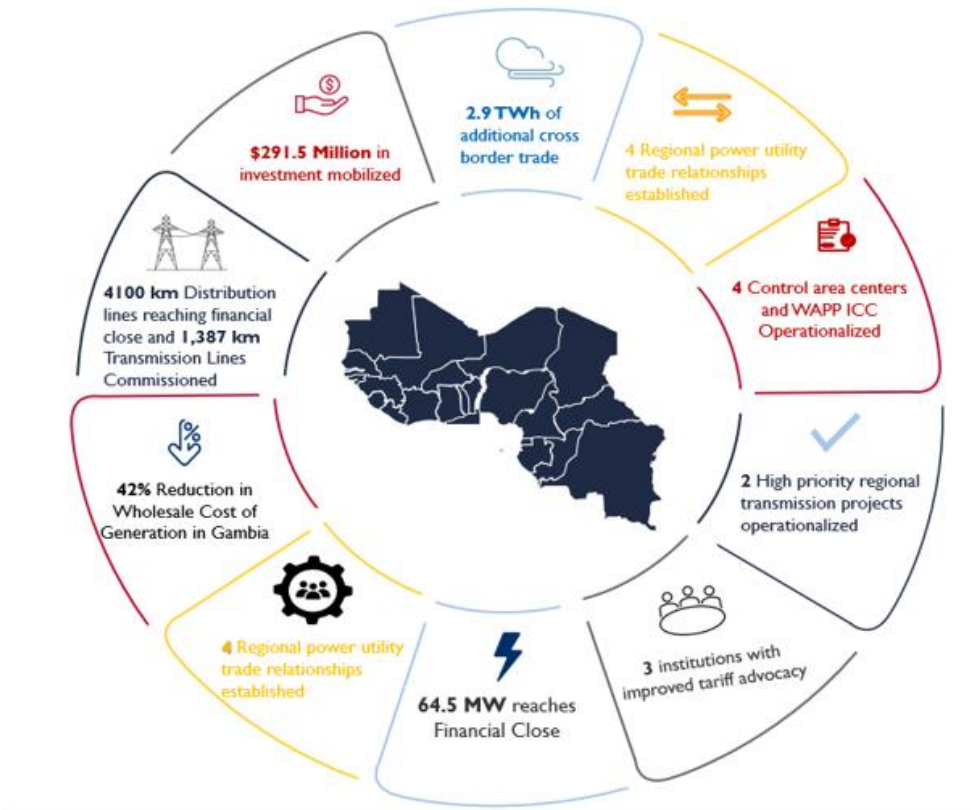 2.9 TWh of
additional cross
border trade
4 Regional power utility
trade relationships
established
4 Control area centers
and WAPP ICC
Operationalized
2 High priority regional
transmission projects
operationalized
3 institutions with
improved tariff advocacy
64.5 MW reaches
Financial Close
4 Regional power utility
trade relationships
established
%
42% Reduction in
Wholesale Cost of
Generation in Gambia
4100 km Distribution
lines reaching financial
close and 1,387 km
Transmission Lines
Commissioned
$
$291.5 Million in
investment mobilized